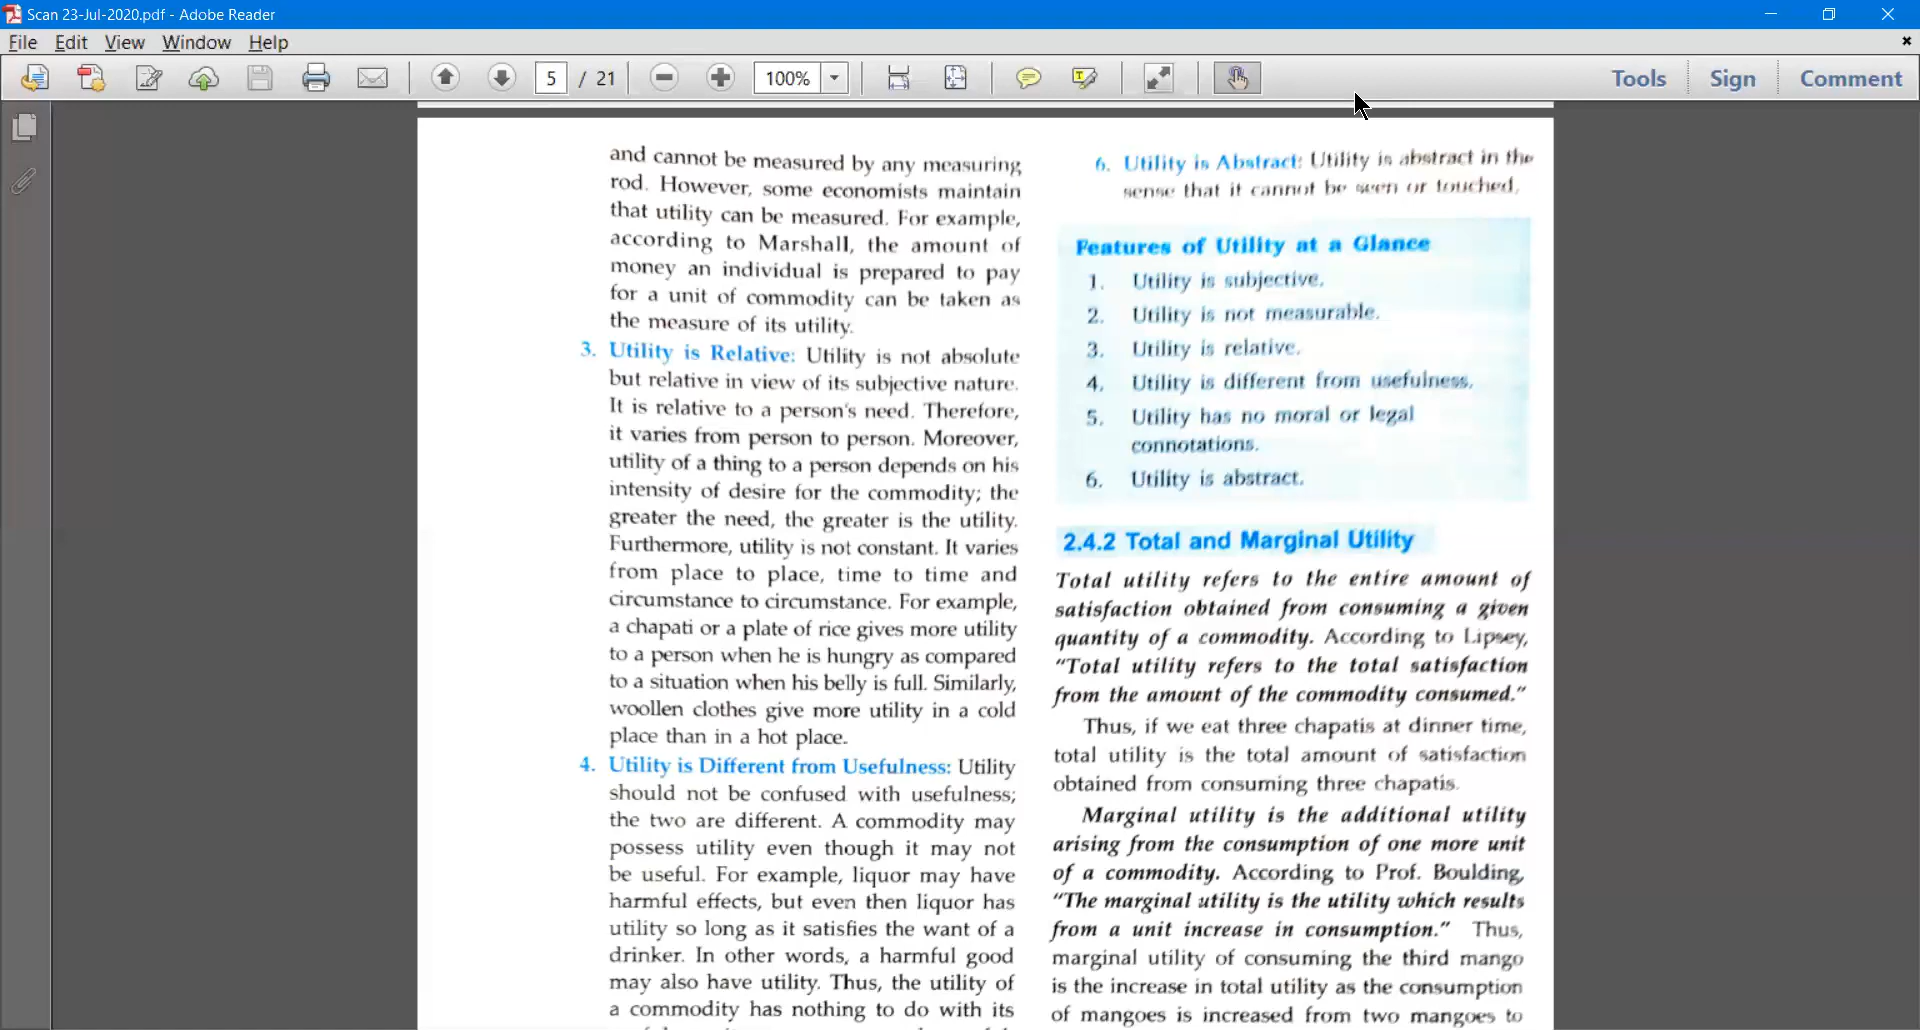 Scan 23-Jul-2020.pdf - Adobe Reader
File Edit View Window Help
5 / 21 100% Tools Sign Comment
and cannot be measured by any measuring
rod. However, some economists maintain
that utility can be measured. For example,
according to Marshall, the amount of
money an individual is prepared to pay
for a unit of commodity can be taken as
the measure of its utility.
3. Utility is Relative: Utility is not absolute
but relative in view of its subjective nature.
It is relative to a person's need. Therefore,
it varies from person to person. Moreover,
utility of a thing to a person depends on his
intensity of desire for the commodity; the
greater the need, the greater is the utility.
Furthermore, utility is not constant. It varies
from place to place, time to time and
circumstance to circumstance. For example,
a chapati or a plate of rice gives more utility
to a person when he is hungry as compared
to a situation when his belly is full. Similarly,
woollen clothes give more utility in a cold
place than in a hot place.
4. Utility is Different from Usefulness: Utility
should not be confused with usefulness;
the two are different. A commodity may
possess utility even though it may not
be useful. For example, liquor may have
harmful effects, but even then liquor has
utility so long as it satisfies the want of a
drinker. In other words, a harmful good
may also have utility. Thus, the utility of
a commodity has nothing to do with its
6. Utility is Abstract: Utility is abstract in the
sense that it cannot be seen or touched.
Features of Utility at a Glance
1. Utility is subjective.
2. Utility is not measurable.
3. Utility is relative.
4. Utility is different from usefulness.
5. Utility has no moral or legal
connotations.
6. Utility is abstract.
2.4.2 Total and Marginal Utility
Total utility refers to the entire amount of
satisfaction obtained from consuming a given
quantity of a commodity. According to Lipsey,
"Total utility refers to the total satisfaction
from the amount of the commodity consumed."
Thus, if we eat three chapatis at dinner time,
total utility is the total amount of satisfaction
obtained from consuming three chapatis.
Marginal utility is the additional utility
arising from the consumption of one more unit
of a commodity. According to Prof. Boulding,
"The marginal utility is the utility which results
from a unit increase in consumption." Thus,
marginal utility of consuming the third mango
is the increase in total utility as the consumption
of mangoes is increased from two mangoes to